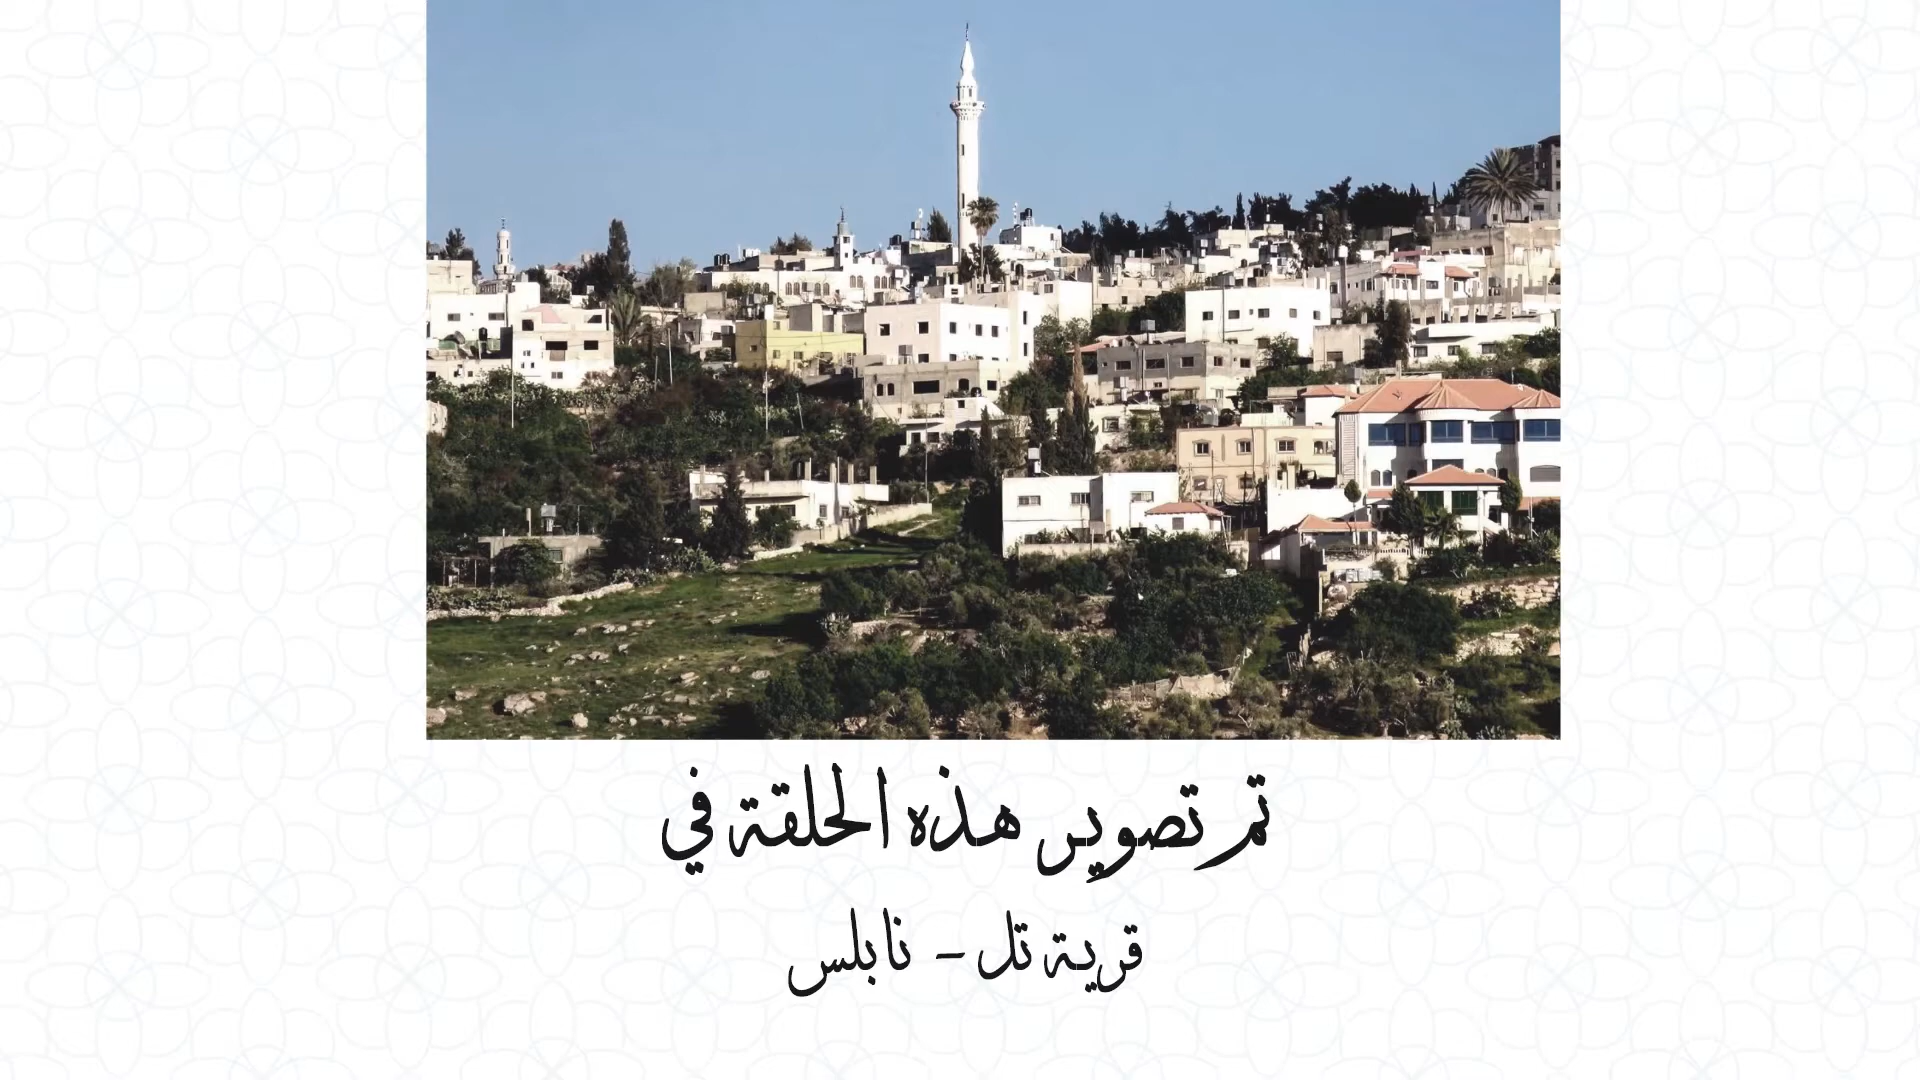 تم تصوير هذه الحلقة في
قرية تل - نابلس